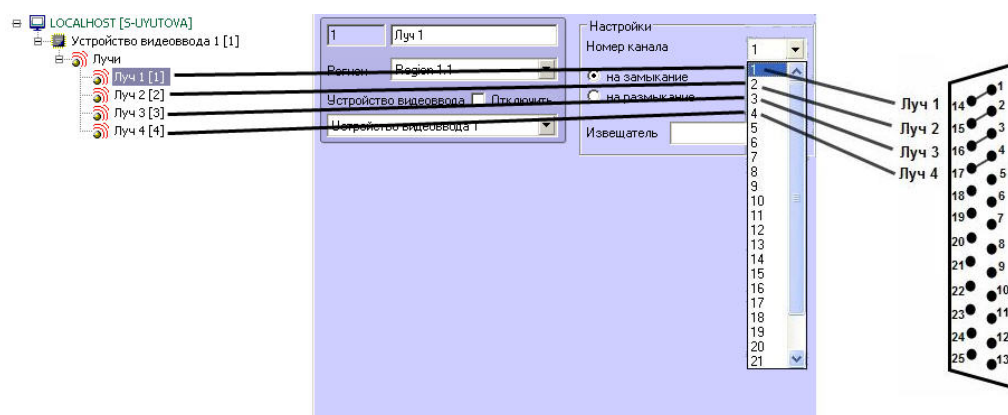 LOCALHOST [S-UYUTOVA]
Устройство видеоввода 1 [1]
Лучи
Луч 1 [1]
Луч 2 [2]
Луч 3 [3]
Луч 4 [4]
1
Луч 1
Регион
Region 1.1
Устройство видеоввода
Отключить
Устройство видеоввода 1
Настройки
Номер канала
1
на замыкание
на размыкание
Извещатель
1
2
3
4
5
6
7
8
9
10
11
12
13
14
15
16
17
18
19
20
21
Луч 1
Луч 2
Луч 3
Луч 4
1
14
2
15
3
16
4
17
5
18
6
19
7
20
8
21
9
22
10
23
11
24
12
25
13